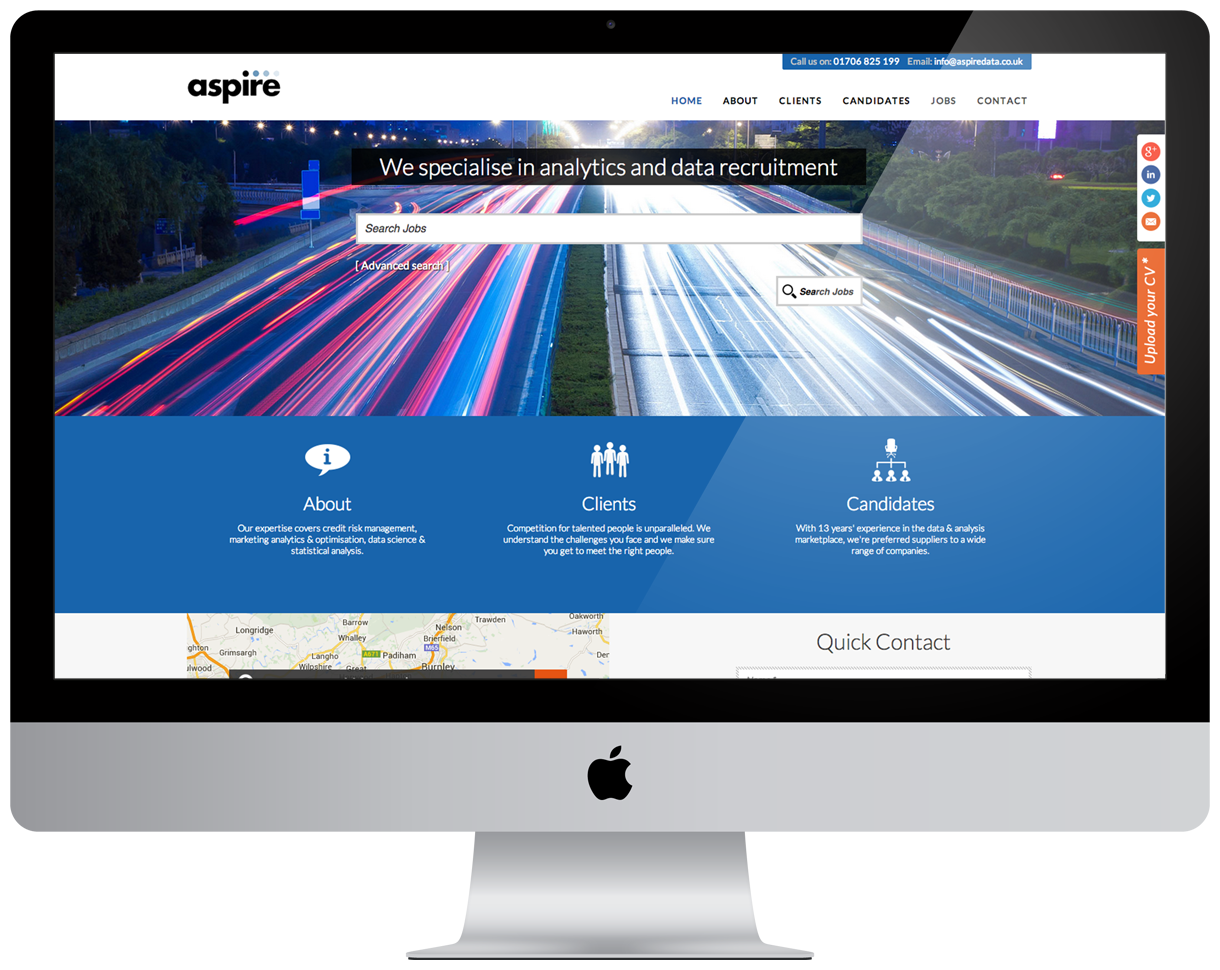 Call us on: 01706 825 199 Email: info@aspiredata.co.uk
aspire
HOME ABOUT CLIENTS CANDIDATES JOBS CONTACT
We specialise in analytics and data recruitment
Search Jobs
[ Advanced search ]
Search Jobs
g+
in
Upload your CV *
i
About
Our expertise covers credit risk management,
marketing analytics & optimisation, data science &
statistical analysis.
Clients
Competition for talented people is unparalleled. We
understand the challenges you face and we make sure
you get to meet the right people.
Candidates
With 13 years' experience in the data & analysis
marketplace, we're preferred suppliers to a wide
range of companies.
Longridge
Barrow
Trawden
Oakworth
Whalley
Nelson
Haworth
Grimsargh
Brierfield
Langho
A671
Padiham
M65
Great
Burnley
Quick Contact